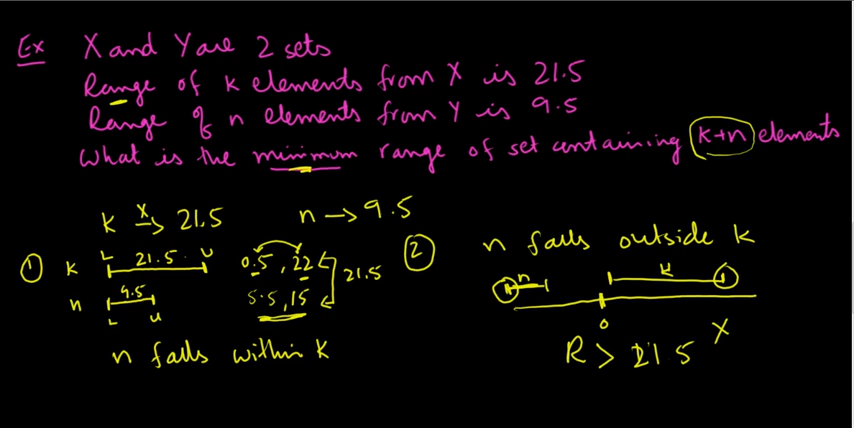 Ex X and Y are 2 sets
Range of k elements from X is 21.5
Range of n elements from Y is 9.5
What is the minimum range of set containing k+n elements
k X→ 21.5 n → 9.5
① k L 21.5 U 0.5, 22 21.5
n 9.5 5.5, 15
L U
n falls within k
② n falls outside k
n k
0
R > 21.5 X